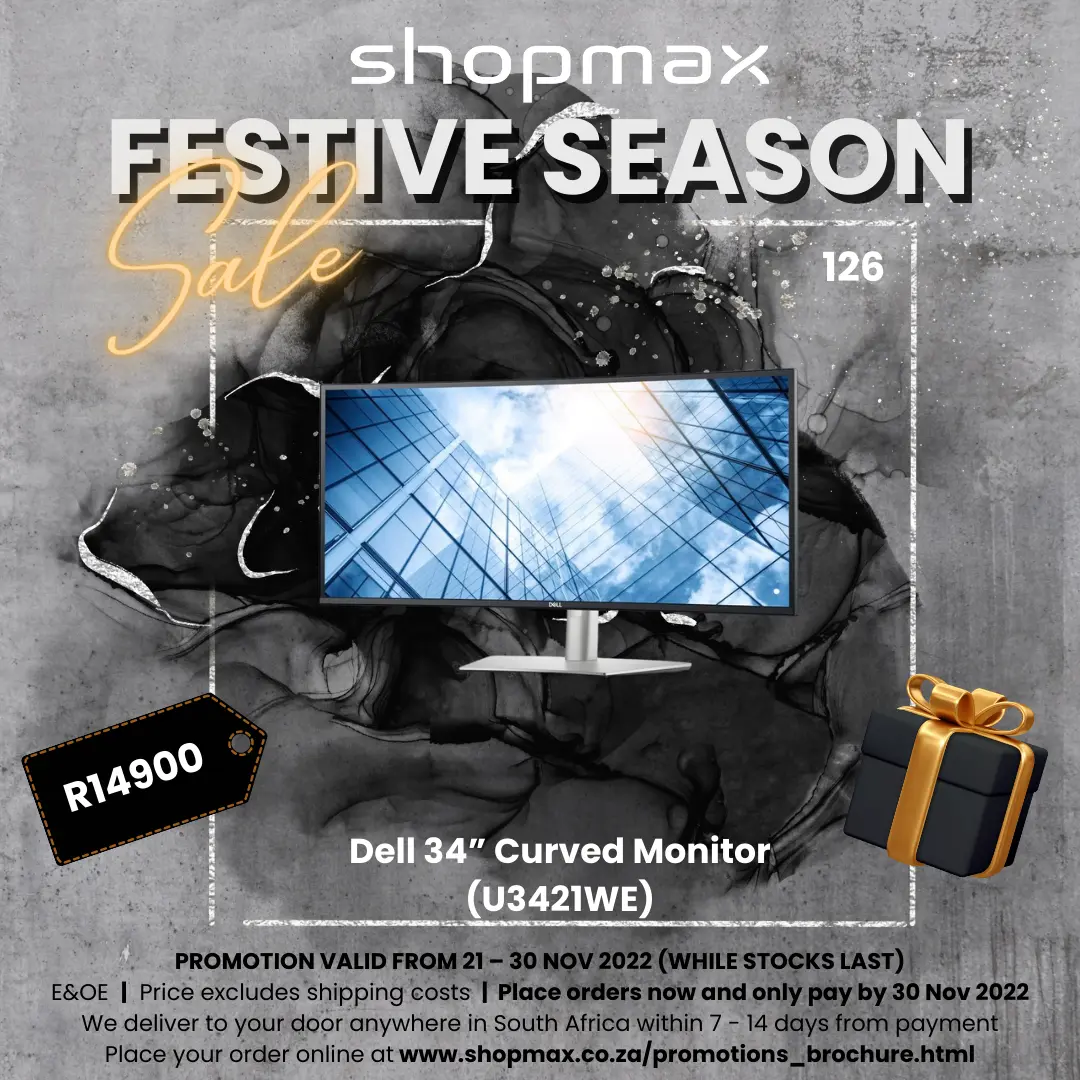 shopmax
FESTIVE SEASON
Sale
126
DELL
R14900
Dell 34” Curved Monitor
(U3421WE)
PROMOTION VALID FROM 21 – 30 NOV 2022 (WHILE STOCKS LAST)
E&OE | Price excludes shipping costs | Place orders now and only pay by 30 Nov 2022
We deliver to your door anywhere in South Africa within 7 - 14 days from payment
Place your order online at www.shopmax.co.za/promotions_brochure.html